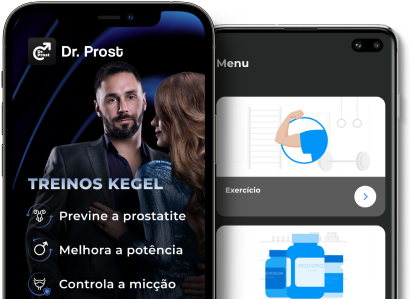 Dr. Prost
TREINOS KEGEL
Previne a prostatite
Melhora a potência
Controla a micção
Menu
Exercício